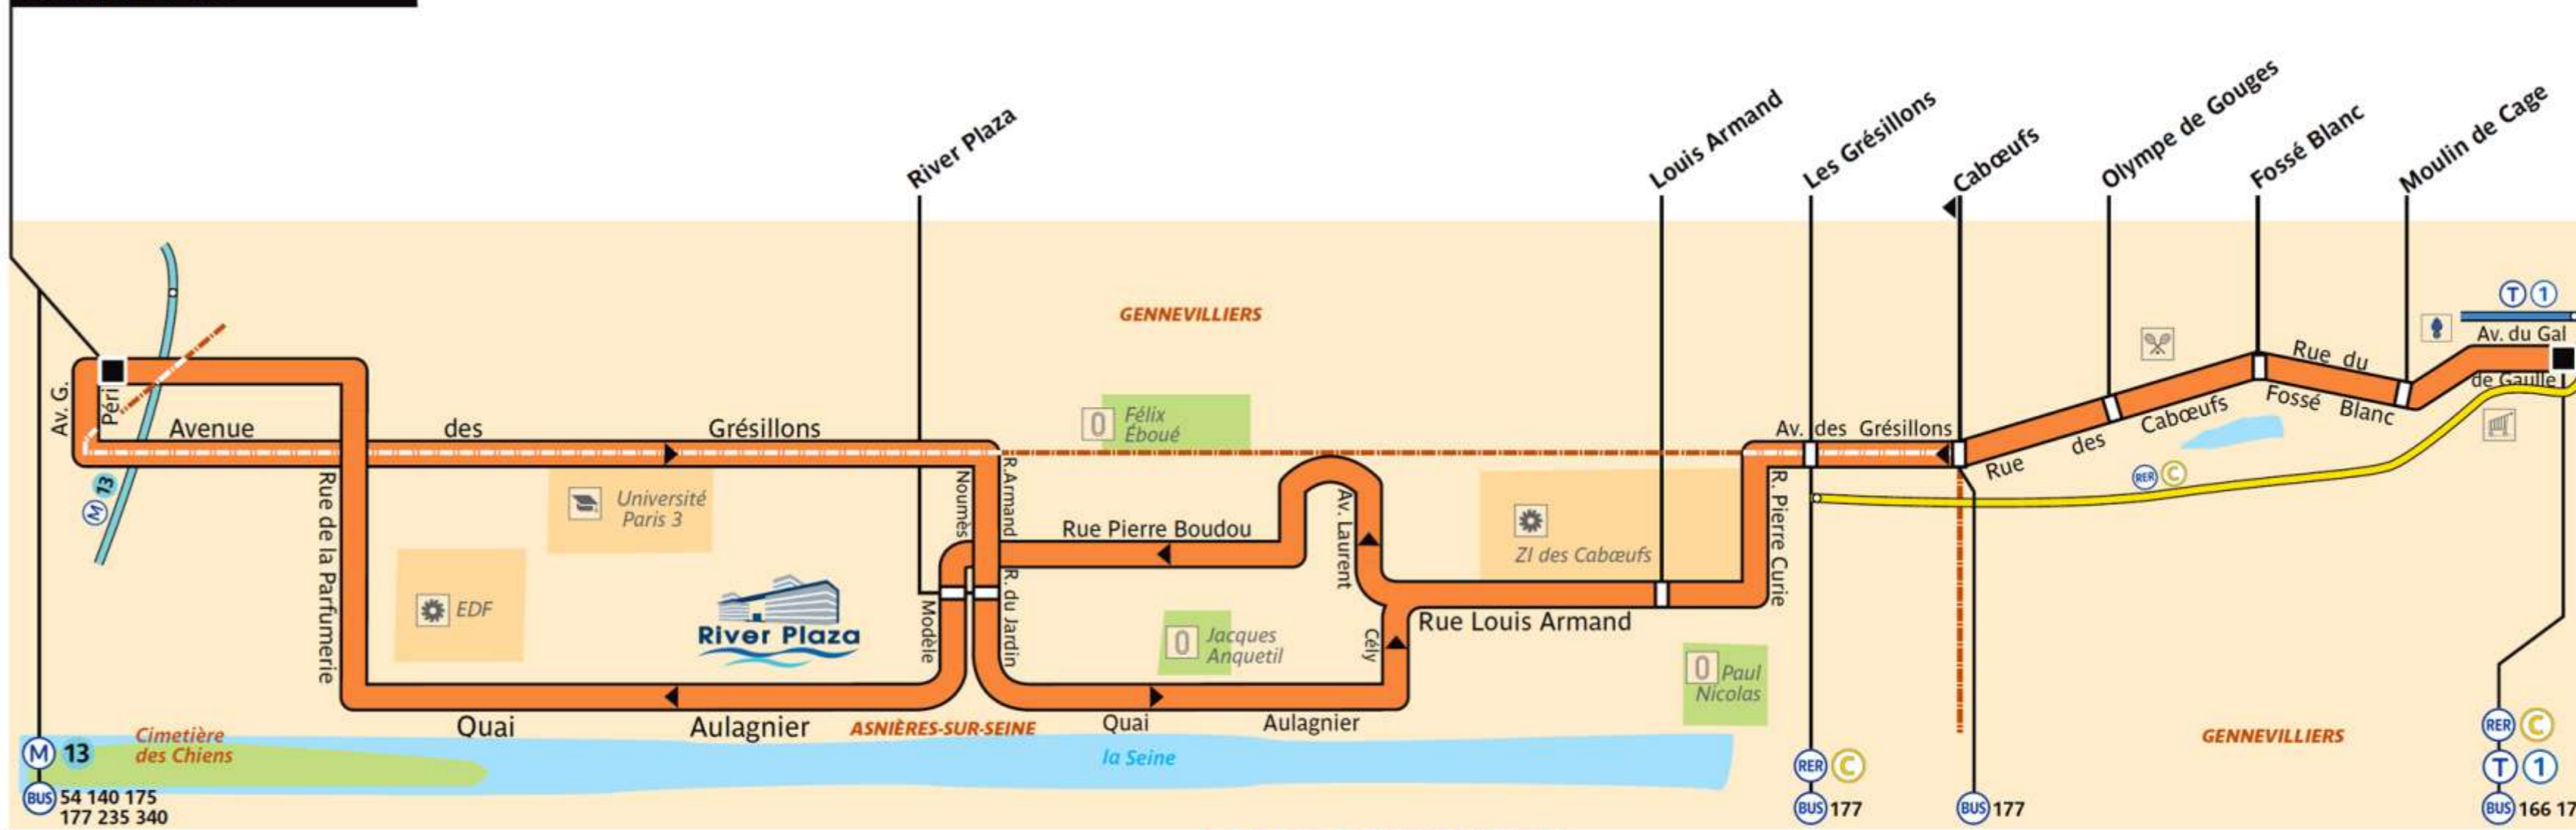 River Plaza
Louis Armand
Les Grésillons
Cabœufs
Olympe de Gouges
Fossé Blanc
Moulin de Cage
GENNEVILLIERS
T 1
Av. du Gal
de Gaulle
Rue du
Fossé Blanc
Rue des Cabœufs
Av. des Grésillons
RER C
Av. G.
Péri
Avenue des Grésillons
M 13
Félix
Éboué
Université
Paris 3
Rue de la Parfumerie
EDF
River Plaza
Noumès
Modèle
R. Armand
R. du Jardin
Rue Pierre Boudou
Av. Laurent
Cély
Jacques
Anquetil
ZI des Cabœufs
Rue Louis Armand
R. Pierre Curie
Paul
Nicolas
Quai Aulagnier
ASNIÈRES-SUR-SEINE
Quai Aulagnier
Cimetière
des Chiens
la Seine
GENNEVILLIERS
M 13
BUS 54 140 175
177 235 340
RER C
BUS 177
BUS 177
RER C
T 1
BUS 166